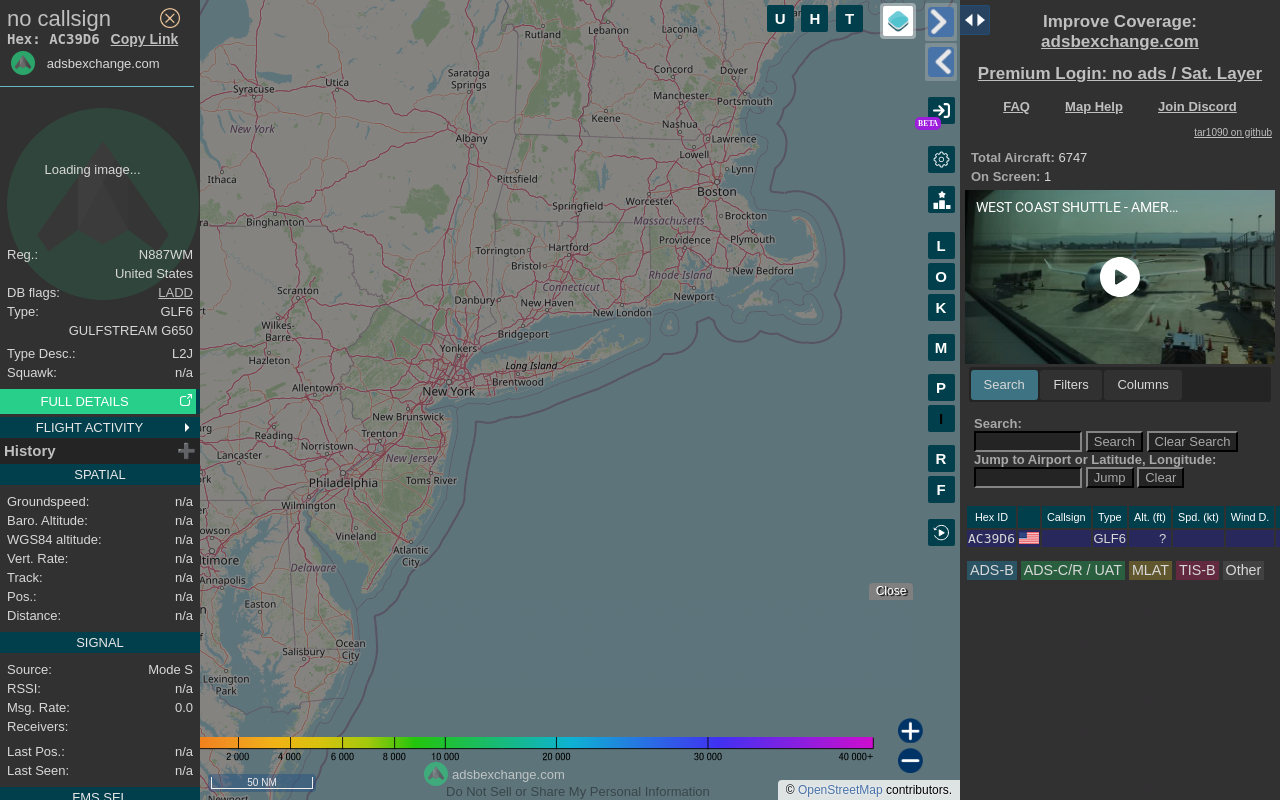 no callsign
Hex: AC39D6 Copy Link
adsbexchange.com
Loading image...
Reg.: N887WM
United States
DB flags: LADD
Type: GLF6
GULFSTREAM G650
Type Desc.: L2J
Squawk: n/a
FULL DETAILS
FLIGHT ACTIVITY
History
SPATIAL
Groundspeed: n/a
Baro. Altitude: n/a
WGS84 altitude: n/a
Vert. Rate: n/a
Track: n/a
Pos.: n/a
Distance: n/a
SIGNAL
Source: Mode S
RSSI: n/a
Msg. Rate: 0.0
Receivers:
Last Pos.: n/a
Last Seen: n/a
FMS SEL
U H T
BETA
L
O
K
M
P
I
R
F
Rutland
Lebanon
Laconia
Concord
Dover
Saratoga
Springs
Utica
Syracuse
Manchester
Portsmouth
Keene
Nashua
New York
Albany
Lawrence
Lowell
Lynn
Ithaca
Pittsfield
Boston
Worcester
Springfield
Binghamton
Massachusetts
Brockton
Providence
Plymouth
Torrington
Hartford
Bristol
Rhode Island
New Bedford
Connecticut
Scranton
Danbury
New Haven
Newport
New London
Wilkes-
Barre
Bridgeport
Yonkers
Hazleton
Long Island
Brentwood
Allentown
New York
New Brunswick
Reading
Trenton
Norristown
Lancaster
New Jersey
Philadelphia
Toms River
Wilmington
Vineland
Atlantic
City
Delaware
Annapolis
Easton
Ocean
City
Salisbury
Lexington
Park
Close
2 000 4 000 6 000 8 000 10 000 20 000 30 000 40 000+
adsbexchange.com
50 NM
Do Not Sell or Share My Personal Information
© OpenStreetMap contributors.
Improve Coverage:
adsbexchange.com
Premium Login: no ads / Sat. Layer
FAQ Map Help Join Discord
tar1090 on github
Total Aircraft: 6747
On Screen: 1
WEST COAST SHUTTLE - AMER...
Search Filters Columns
Search:
Search Clear Search
Jump to Airport or Latitude, Longitude:
Jump Clear
Hex ID Callsign Type Alt. (ft) Spd. (kt) Wind D.
AC39D6 GLF6 ?
ADS-B ADS-C/R / UAT MLAT TIS-B Other